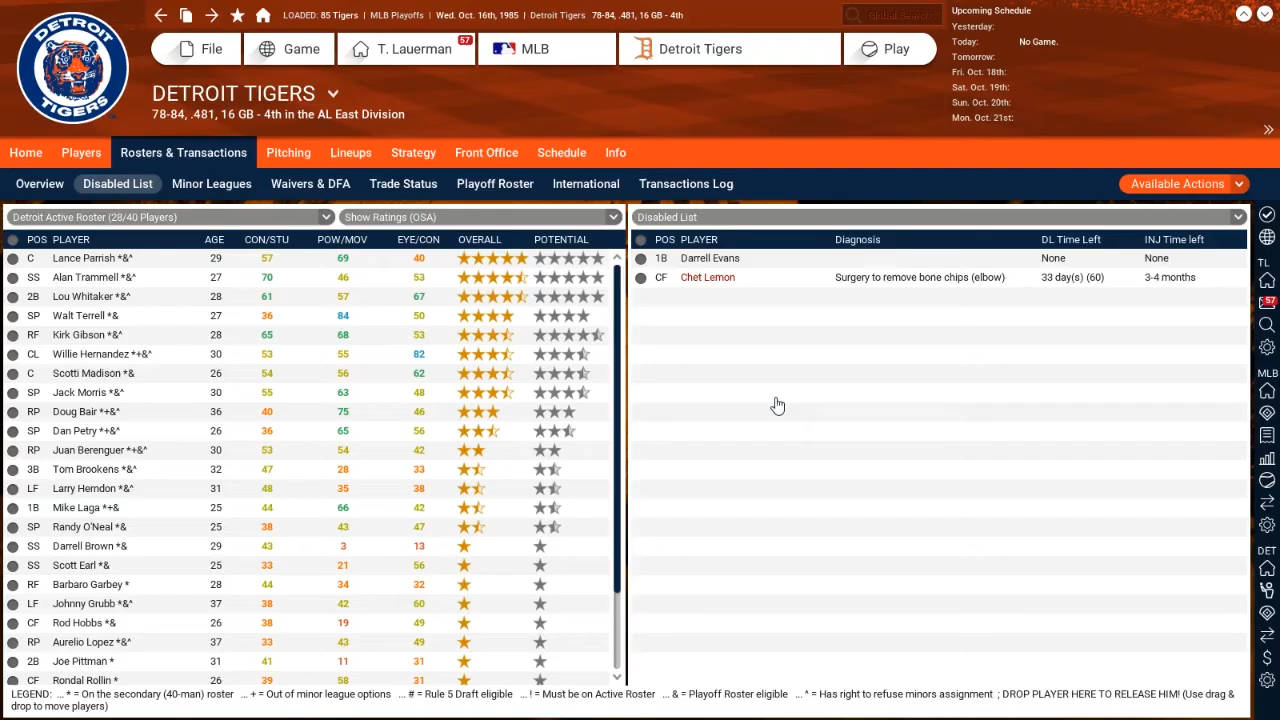 DETROIT
TIGERS
LOADED: 85 Tigers | MLB Playoffs | Wed. Oct. 16th, 1985 | Detroit Tigers 78-84, .481, 16 GB - 4th
Global Search
File Game T. Lauerman 57 MLB Detroit Tigers Play
DETROIT TIGERS
78-84, .481, 16 GB - 4th in the AL East Division
Upcoming Schedule
Yesterday:
Today: No Game.
Tomorrow:
Fri. Oct. 18th:
Sat. Oct. 19th:
Sun. Oct. 20th:
Mon. Oct. 21st:
Home Players Rosters & Transactions Pitching Lineups Strategy Front Office Schedule Info
Overview Disabled List Minor Leagues Waivers & DFA Trade Status Playoff Roster International Transactions Log Available Actions
Detroit Active Roster (28/40 Players) Show Ratings (OSA)
POS PLAYER AGE CON/STU POW/MOV EYE/CON OVERALL POTENTIAL
C Lance Parrish *&^ 29 57 69 40
SS Alan Trammell *&^ 27 70 46 53
2B Lou Whitaker *&^ 28 61 57 67
SP Walt Terrell *& 27 36 84 50
RF Kirk Gibson *&^ 28 65 68 53
CL Willie Hernandez *+&^ 30 53 55 82
C Scotti Madison *& 26 54 56 62
SP Jack Morris *&^ 30 55 63 48
RP Doug Bair *+&^ 36 40 75 46
SP Dan Petry *+&^ 26 36 65 56
RP Juan Berenguer *+&^ 30 53 54 42
3B Tom Brookens *&^ 32 47 28 33
LF Larry Herndon *&^ 31 48 35 38
1B Mike Laga *+& 25 44 66 42
SP Randy O'Neal *& 25 38 43 47
SS Darrell Brown *& 29 43 3 13
SS Scott Earl *& 25 33 21 56
RF Barbaro Garbey * 28 44 34 32
LF Johnny Grubb *&^ 37 38 42 60
CF Rod Hobbs *& 26 38 19 49
RP Aurelio Lopez *&^ 37 33 43 49
2B Joe Pittman * 31 41 11 31
CF Rondal Rollin * 26 39 58 31
Disabled List
POS PLAYER Diagnosis DL Time Left INJ Time left
1B Darrell Evans None None
CF Chet Lemon Surgery to remove bone chips (elbow) 33 day(s) (60) 3-4 months
TL
57
MLB
DET
LEGEND: ... * = On the secondary (40-man) roster ... + = Out of minor league options ... # = Rule 5 Draft eligible ... ! = Must be on Active Roster ... & = Playoff Roster eligible ... ^ = Has right to refuse minors assignment ; DROP PLAYER HERE TO RELEASE HIM! (Use drag &
drop to move players)